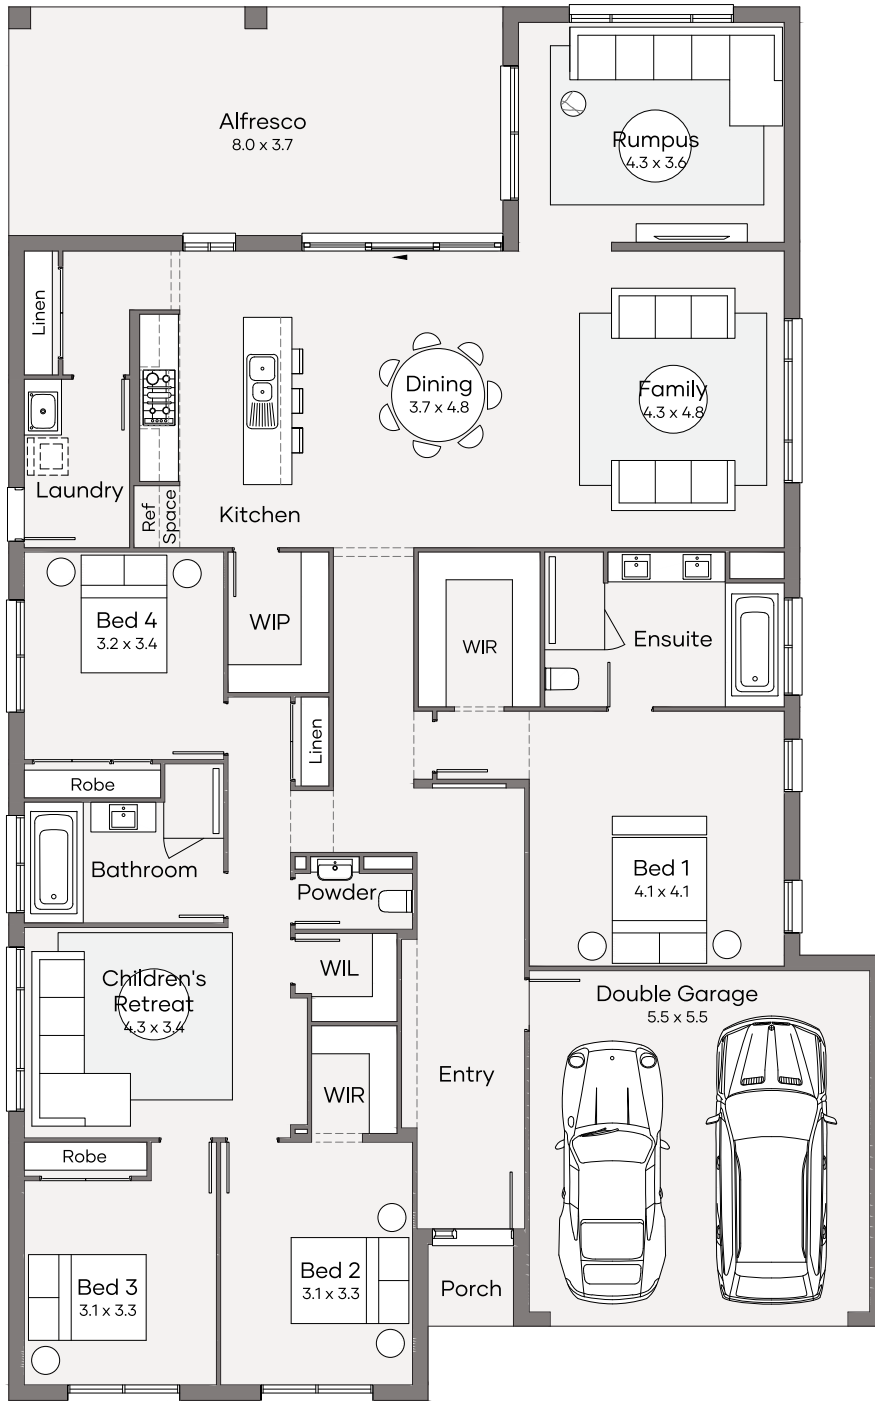 Alfresco
8.0 x 3.7
Rumpus
4.3 x 3.6
Linen
Dining
3.7 x 4.8
Family
4.3 x 4.8
Laundry
Ref
Space
Kitchen
Bed 4
3.2 x 3.4
WIP
WIR
Ensuite
Linen
Robe
Bathroom
Powder
Bed 1
4.1 x 4.1
WIL
Children's
Retreat
4.3 x 3.4
Double Garage
5.5 x 5.5
Entry
WIR
Robe
Bed 3
3.1 x 3.3
Bed 2
3.1 x 3.3
Porch